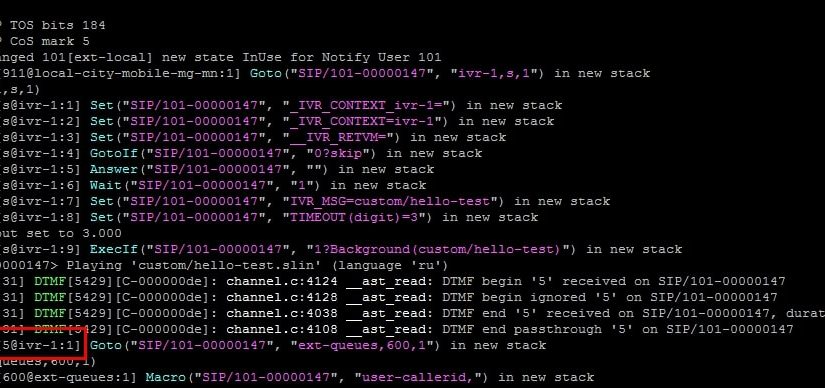 TOS bits 184
CoS mark 5
anged 101[ext-local] new state InUse for Notify User 101
[911@local-city-mobile-mg-mn:1] Goto("SIP/101-00000147", "ivr-1,s,1") in new stack
,s,1)
[s@ivr-1:1] Set("SIP/101-00000147", "_IVR_CONTEXT_ivr-1=") in new stack
[s@ivr-1:2] Set("SIP/101-00000147", "_IVR_CONTEXT=ivr-1") in new stack
[s@ivr-1:3] Set("SIP/101-00000147", "__IVR_RETVM=") in new stack
[s@ivr-1:4] GotoIf("SIP/101-00000147", "0?skip") in new stack
[s@ivr-1:5] Answer("SIP/101-00000147", "") in new stack
[s@ivr-1:6] Wait("SIP/101-00000147", "1") in new stack
[s@ivr-1:7] Set("SIP/101-00000147", "IVR_MSG=custom/hello-test") in new stack
[s@ivr-1:8] Set("SIP/101-00000147", "TIMEOUT(digit)=3") in new stack
out set to 3.000
[s@ivr-1:9] ExecIf("SIP/101-00000147", "1?Background(custom/hello-test)") in new stack
0000147> Playing 'custom/hello-test.slin' (language 'ru')
31] DTMF[5429][C-000000de]: channel.c:4124 __ast_read: DTMF begin '5' received on SIP/101-00000147
31] DTMF[5429][C-000000de]: channel.c:4128 __ast_read: DTMF begin ignored '5' on SIP/101-00000147
31] DTMF[5429][C-000000de]: channel.c:4038 __ast_read: DTMF end '5' received on SIP/101-00000147, durat
31] DTMF[5429][C-000000de]: channel.c:4108 __ast_read: DTMF end passthrough '5' on SIP/101-00000147
[5@ivr-1:1] Goto("SIP/101-00000147", "ext-queues,600,1") in new stack
queues,600,1)
[600@ext-queues:1] Macro("SIP/101-00000147", "user-callerid,") in new stack